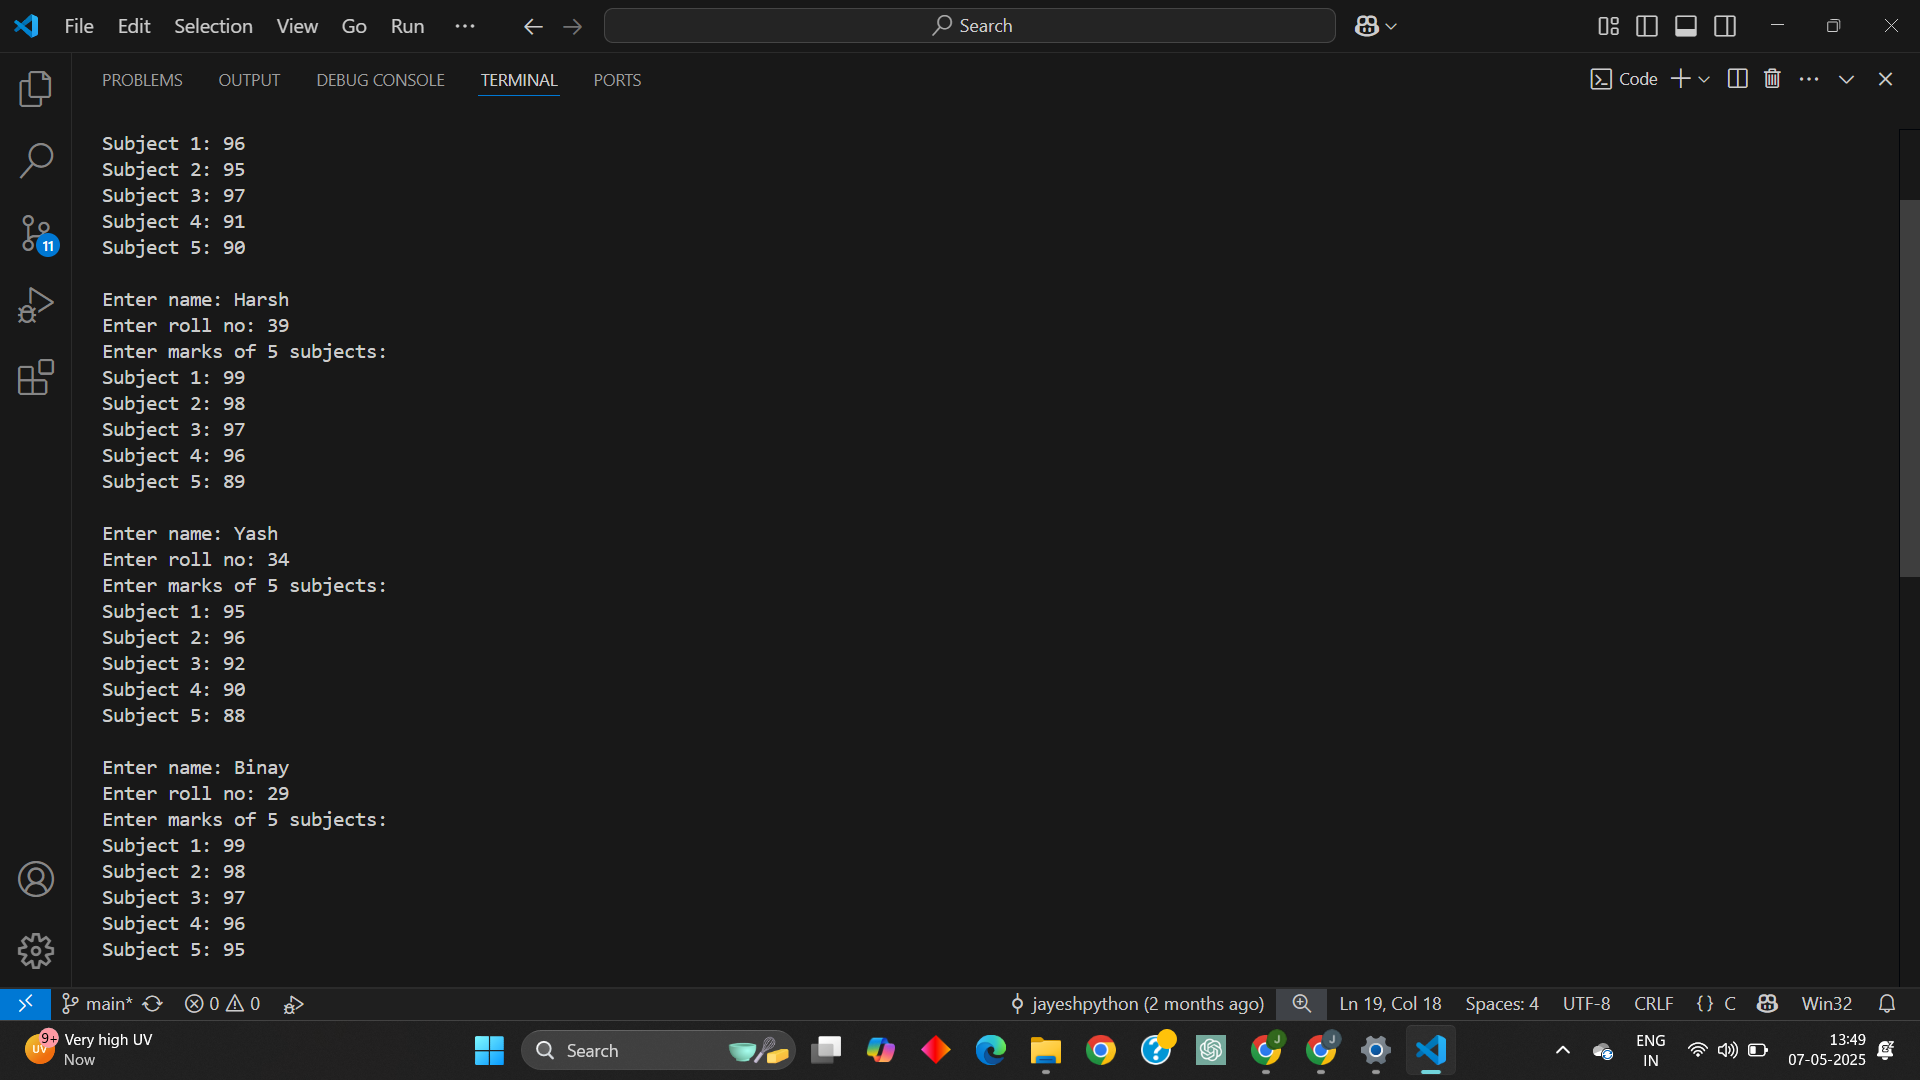 File Edit Selection View Go Run ... Search
PROBLEMS OUTPUT DEBUG CONSOLE TERMINAL PORTS Code
Subject 1: 96
Subject 2: 95
Subject 3: 97
Subject 4: 91
Subject 5: 90
Enter name: Harsh
Enter roll no: 39
Enter marks of 5 subjects:
Subject 1: 99
Subject 2: 98
Subject 3: 97
Subject 4: 96
Subject 5: 89
Enter name: Yash
Enter roll no: 34
Enter marks of 5 subjects:
Subject 1: 95
Subject 2: 96
Subject 3: 92
Subject 4: 90
Subject 5: 88
Enter name: Binay
Enter roll no: 29
Enter marks of 5 subjects:
Subject 1: 99
Subject 2: 98
Subject 3: 97
Subject 4: 96
Subject 5: 95
11
main* 0 0 jayeshpython (2 months ago) Ln 19, Col 18 Spaces: 4 UTF-8 CRLF {} C Win32
UV 9+ Very high UV
Now
Search
J J
ENG
IN
13:49
07-05-2025